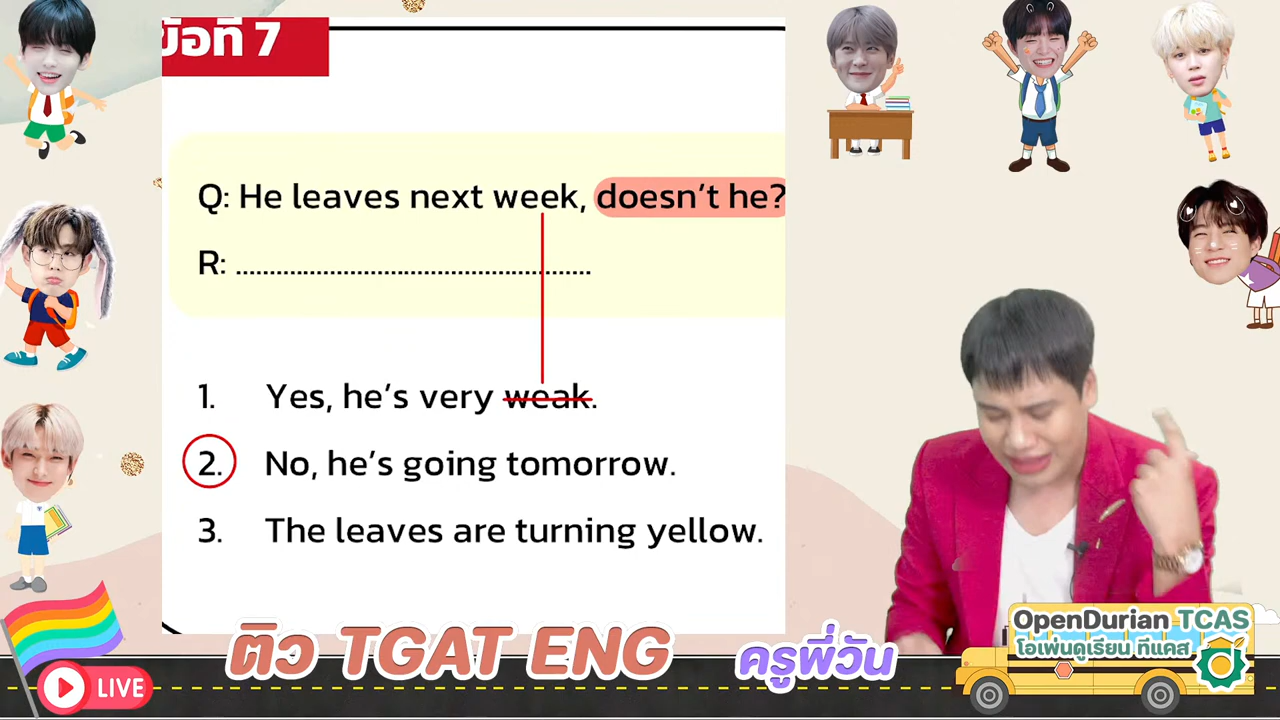 ข้อที่ 7
Q: He leaves next week, doesn't he?
R: ......................................................
1. Yes, he's very weak.
2. No, he's going tomorrow.
3. The leaves are turning yellow.
ติว TGAT ENG
ครูพี่วัน
OpenDurian TCAS
โอเพ่นดูเรียน ทีแคส
LIVE